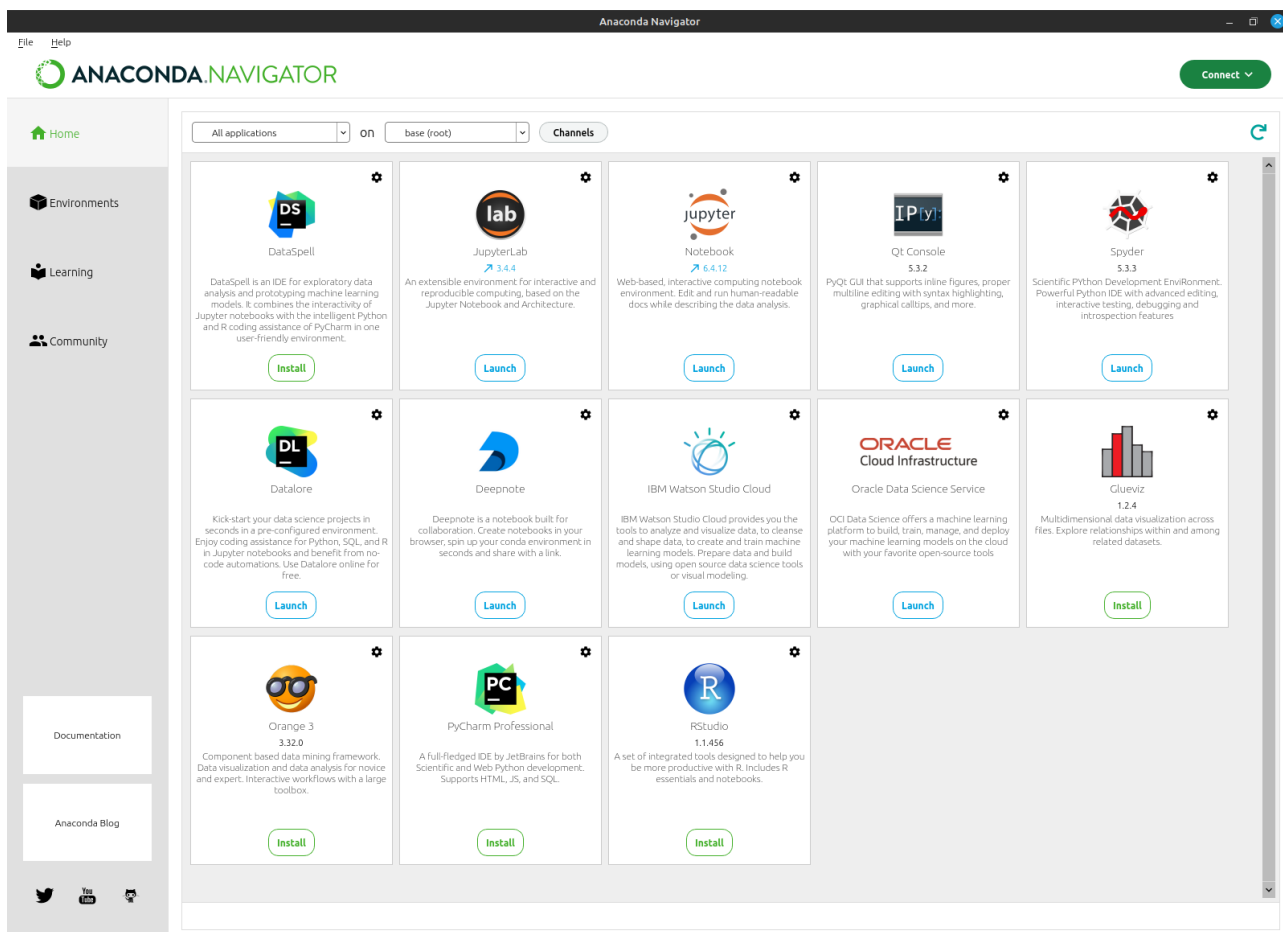 Anaconda Navigator
File Help
ANACONDA.NAVIGATOR
Connect
Home
Environments
Learning
Community
Documentation
Anaconda Blog
You
Tube
All applications on base (root) Channels
DS
DataSpell
DataSpell is an IDE for exploratory data
analysis and prototyping machine learning
models. It combines the interactivity of
Jupyter notebooks with the intelligent Python
and R coding assistance of PyCharm in one
user-friendly environment.
Install
lab
JupyterLab
3.4.4
An extensible environment for interactive and
reproducible computing, based on the
Jupyter Notebook and Architecture.
Launch
jupyter
Notebook
6.4.12
Web-based, interactive computing notebook
environment. Edit and run human-readable
docs while describing the data analysis.
Launch
IP[y]:
Qt Console
5.3.2
PyQt GUI that supports inline figures, proper
multiline editing with syntax highlighting,
graphical calltips, and more.
Launch
Spyder
5.3.3
Scientific PYthon Development EnviRonment.
Powerful Python IDE with advanced editing,
interactive testing, debugging and
introspection features
Launch
DL
Datalore
Kick-start your data science projects in
seconds in a pre-configured environment.
Enjoy coding assistance for Python, SQL, and R
in Jupyter notebooks and benefit from no-
code automations. Use Datalore online for
free.
Launch
Deepnote
Deepnote is a notebook built for
collaboration. Create notebooks in your
browser, spin up your conda environment in
seconds and share with a link.
Launch
IBM Watson Studio Cloud
IBM Watson Studio Cloud provides you the
tools to analyze and visualize data, to cleanse
and shape data, to create and train machine
learning models. Prepare data and build
models, using open source data science tools
or visual modeling.
Launch
ORACLE
Cloud Infrastructure
Oracle Data Science Service
OCI Data Science offers a machine learning
platform to build, train, manage, and deploy
your machine learning models on the cloud
with your favorite open-source tools
Launch
Glueviz
1.2.4
Multidimensional data visualization across
files. Explore relationships within and among
related datasets.
Install
Orange 3
3.32.0
Component based data mining framework.
Data visualization and data analysis for novice
and expert. Interactive workflows with a large
toolbox.
Install
PC
PyCharm Professional
A full-fledged IDE by JetBrains for both
Scientific and Web Python development.
Supports HTML, JS, and SQL.
Install
R
RStudio
1.1.456
A set of integrated tools designed to help you
be more productive with R. Includes R
essentials and notebooks.
Install